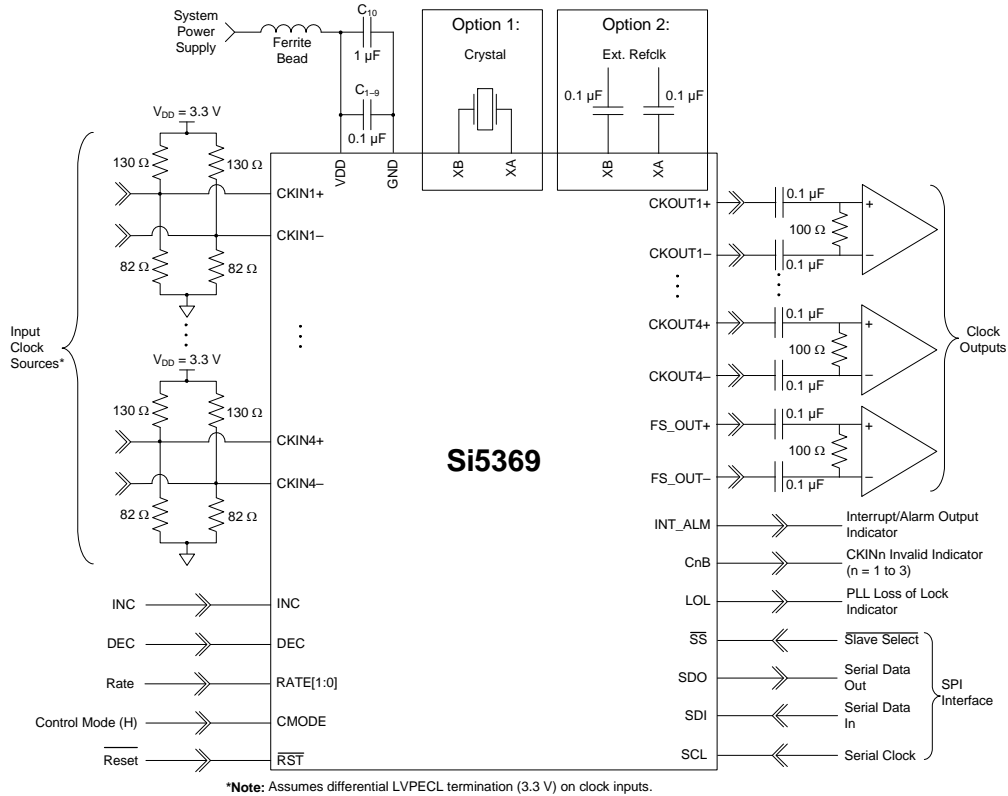 System
Power
Supply
Ferrite
Bead
C10
1 µF
C1–9
0.1 µF
Option 1:
Crystal
XB
XA
Option 2:
Ext. Refclk
0.1 µF
0.1 µF
XB
XA
VDD
GND
Input
Clock
Sources*
VDD = 3.3 V
130 Ω
130 Ω
CKIN1+
CKIN1–
82 Ω
82 Ω
VDD = 3.3 V
130 Ω
130 Ω
CKIN4+
CKIN4–
82 Ω
82 Ω
INC
INC
DEC
DEC
Rate
RATE[1:0]
Control Mode (H)
CMODE
Reset
RST
Si5369
CKOUT1+
0.1 µF
100 Ω
+
–
CKOUT1–
0.1 µF
CKOUT4+
0.1 µF
100 Ω
+
–
CKOUT4–
0.1 µF
FS_OUT+
0.1 µF
100 Ω
+
–
FS_OUT–
0.1 µF
Clock
Outputs
INT_ALM
Interrupt/Alarm Output
Indicator
CnB
CKINn Invalid Indicator
(n = 1 to 3)
LOL
PLL Loss of Lock
Indicator
SS
Slave Select
SDO
Serial Data
Out
SDI
Serial Data
In
SCL
Serial Clock
SPI
Interface
*Note: Assumes differential LVPECL termination (3.3 V) on clock inputs.